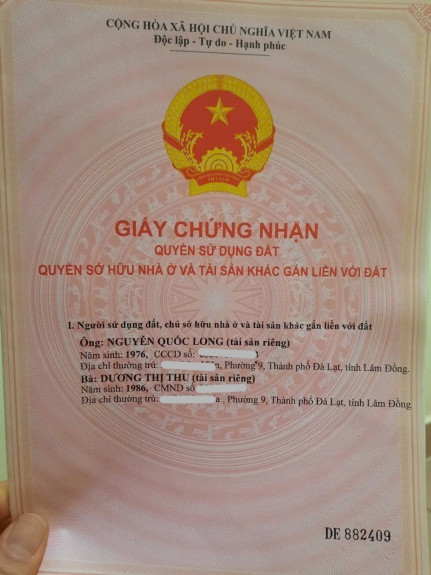 CỘNG HÒA XÃ HỘI CHỦ NGHĨA VIỆT NAM
Độc lập - Tự do - Hạnh phúc
GIẤY CHỨNG NHẬN
QUYỀN SỬ DỤNG ĐẤT
QUYỀN SỞ HỮU NHÀ Ở VÀ TÀI SẢN KHÁC GẮN LIỀN VỚI ĐẤT
I. Người sử dụng đất, chủ sở hữu nhà ở và tài sản khác gắn liền với đất
Ông: NGUYỄN QUỐC LONG (tài sản riêng)
Năm sinh: 1976, CCCD số:
Địa chỉ thường trú: Phường 9, Thành phố Đà Lạt, tỉnh Lâm Đồng.
Bà: DƯƠNG THỊ THU (tài sản riêng)
Năm sinh: 1986, CMND số
Địa chỉ thường trú: , Phường 9, Thành phố Đà Lạt, tỉnh Lâm Đồng
DE 882409